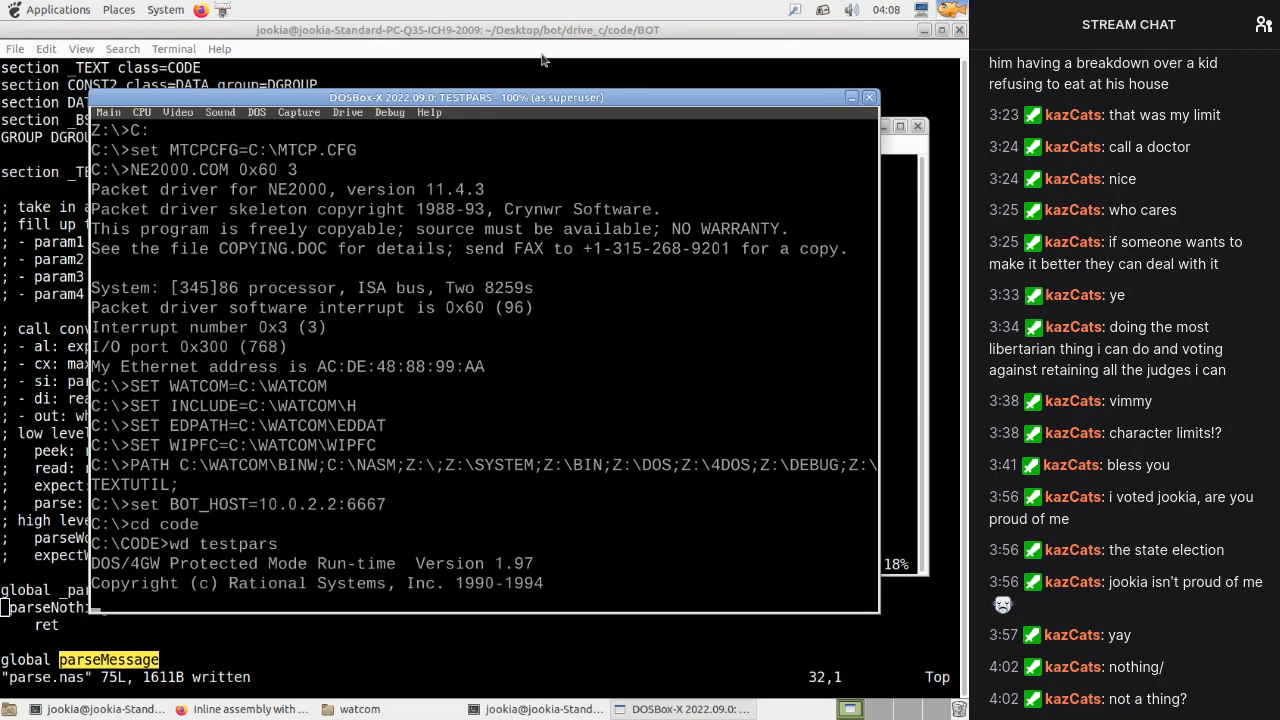 Applications Places System 04:08
jookia@jookia-Standard-PC-Q35-ICH9-2009: ~/Desktop/bot/drive_c/code/BOT
File Edit View Search Terminal Help
section _TEXT class=CODE
section CONST2 class=DATA group=DGROUP
section DAT
section _BS
GROUP DGRO
section _TE
; take in a
; fill up t
; - param1
; - param2
; - param3
; - param4
; call conv
; - al: exp
; - cx: max
; - si: par
; - di: rea
; - out: wh
; low level
;   peek: r
;   read: r
;   expect:
;   parse:
; high leve
;   parseWo
;   expectW
global _pa
parseNothi
ret
global parseMessage
"parse.nas" 75L, 1611B written 32,1 Top
18%
DOSBox-X 2022.09.0: TESTPARS - 100% (as superuser)
Main CPU Video Sound DOS Capture Drive Debug Help
Z:\>C:
C:\>set MTCPCFG=C:\MTCP.CFG
C:\>NE2000.COM 0x60 3
Packet driver for NE2000, version 11.4.3
Packet driver skeleton copyright 1988-93, Crynwr Software.
This program is freely copyable; source must be available; NO WARRANTY.
See the file COPYING.DOC for details; send FAX to +1-315-268-9201 for a copy.
System: [345]86 processor, ISA bus, Two 8259s
Packet driver software interrupt is 0x60 (96)
Interrupt number 0x3 (3)
I/O port 0x300 (768)
My Ethernet address is AC:DE:48:88:99:AA
C:\>SET WATCOM=C:\WATCOM
C:\>SET INCLUDE=C:\WATCOM\H
C:\>SET EDPATH=C:\WATCOM\EDDAT
C:\>SET WIPFC=C:\WATCOM\WIPFC
C:\>PATH C:\WATCOM\BINW;C:\NASM;Z:\;Z:\SYSTEM;Z:\BIN;Z:\DOS;Z:\4DOS;Z:\DEBUG;Z:\
TEXTUTIL;
C:\>set BOT_HOST=10.0.2.2:6667
C:\>cd code
C:\CODE>wd testpars
DOS/4GW Protected Mode Run-time  Version 1.97
Copyright (c) Rational Systems, Inc. 1990-1994
jookia@jookia-Stand... Inline assembly with ... watcom jookia@jookia-Stand... DOSBox-X 2022.09.0: ...
STREAM CHAT
him having a breakdown over a kid
refusing to eat at his house
3:23 kazCats: that was my limit
3:24 kazCats: call a doctor
3:24 kazCats: nice
3:25 kazCats: who cares
3:25 kazCats: if someone wants to
make it better they can deal with it
3:33 kazCats: ye
3:34 kazCats: doing the most
libertarian thing i can do and voting
against retaining all the judges i can
3:38 kazCats: vimmy
3:38 kazCats: character limits!?
3:41 kazCats: bless you
3:56 kazCats: i voted jookia, are you
proud of me
3:56 kazCats: the state election
3:56 kazCats: jookia isn't proud of me
3:57 kazCats: yay
4:02 kazCats: nothing/
4:02 kazCats: not a thing?